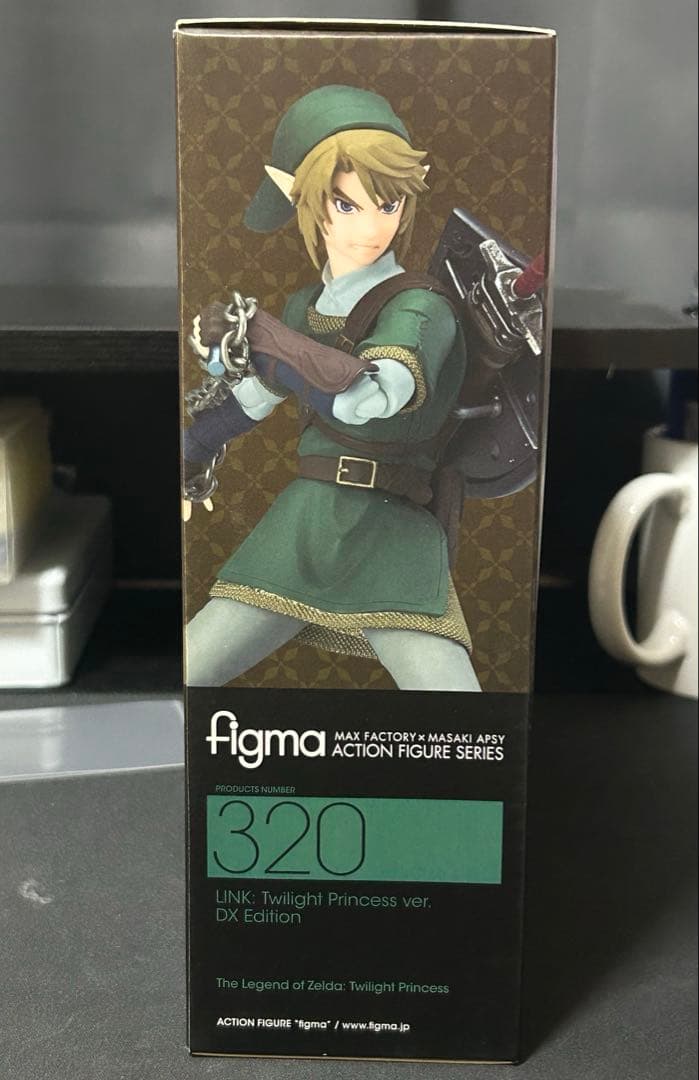 figma MAX FACTORY × MASAKI APSY
ACTION FIGURE SERIES
PRODUCTS NUMBER
320
LINK: Twilight Princess ver.
DX Edition
The Legend of Zelda: Twilight Princess
ACTION FIGURE "figma" / www.figma.jp